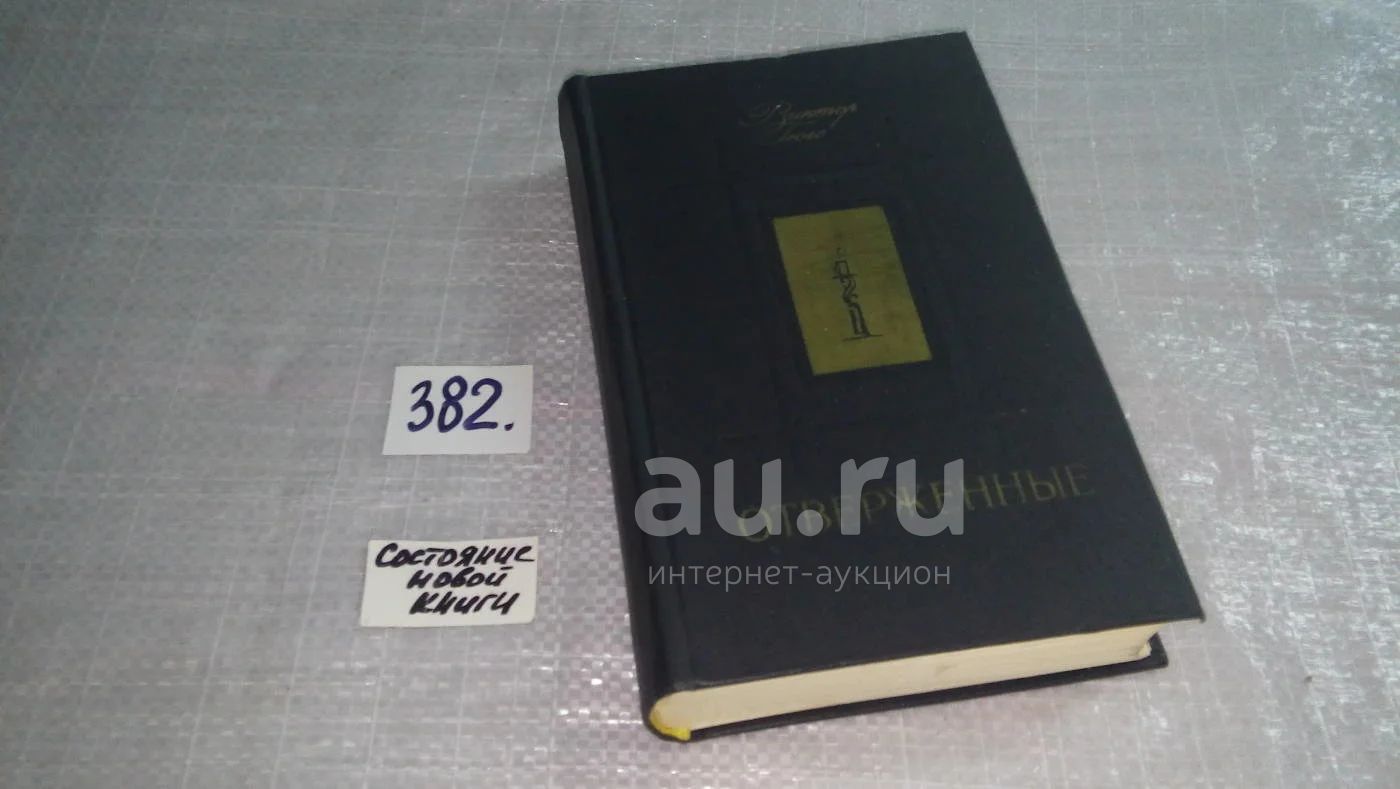 Виктор
Гюго
382.
au.ru
ОТВЕРЖЕННЫЕ
интернет-аукцион
Состояние
новой
книги